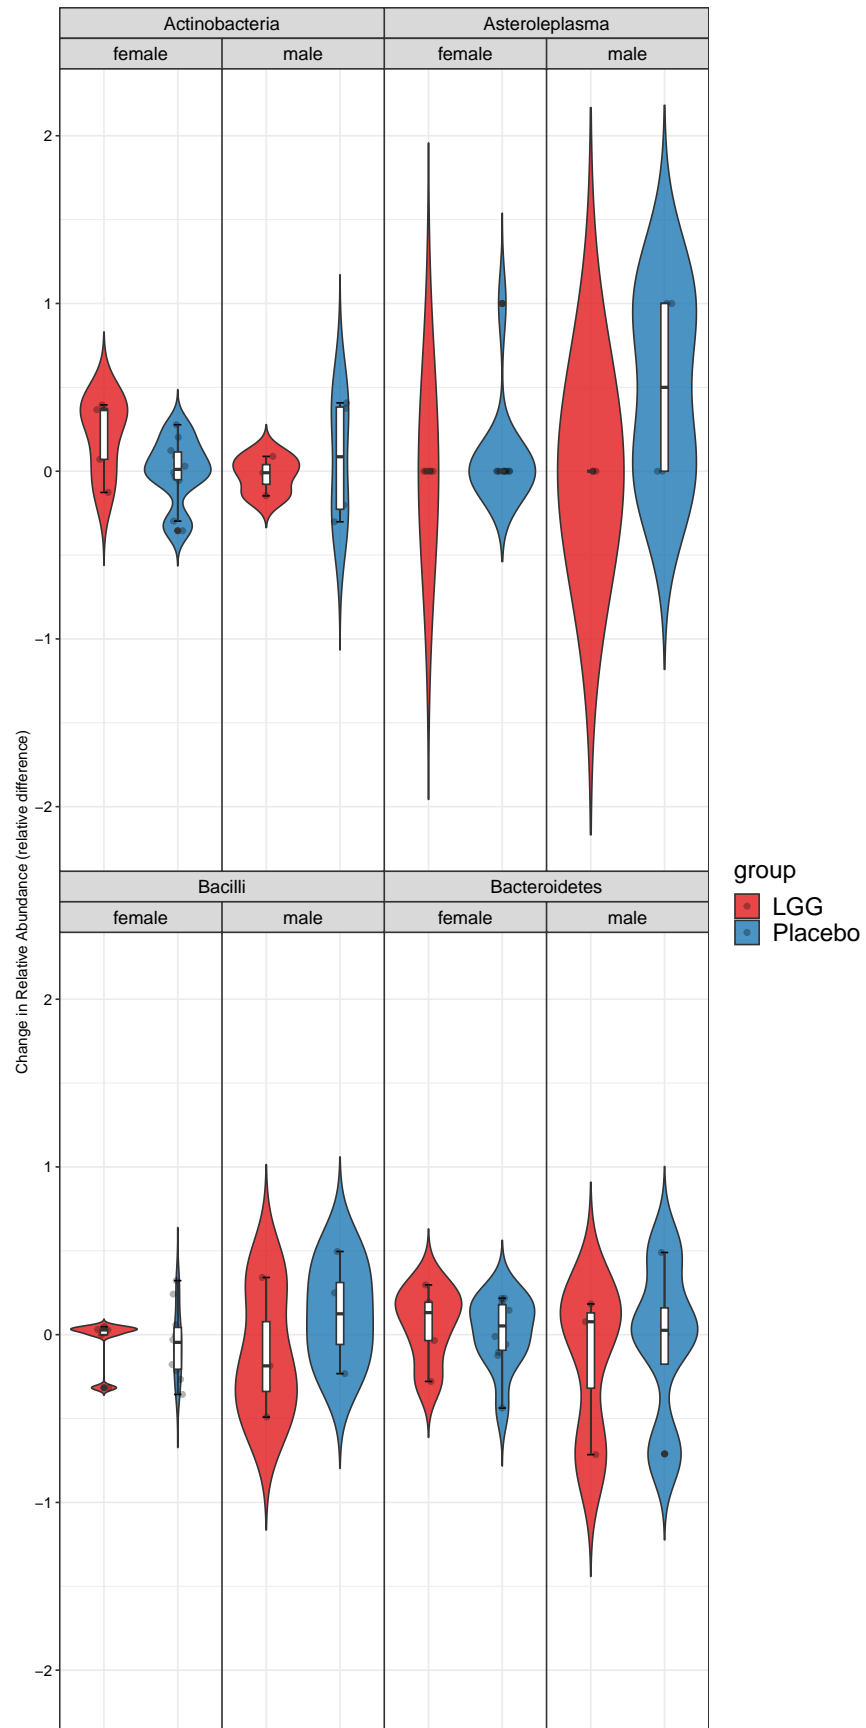 Actinobacteria
Asteroleplasma
female
male
female
male
2
1
0
−1
−2
Change in Relative Abundance (relative difference)
Bacilli
Bacteroidetes
female
male
female
male
2
1
0
−1
−2
group
LGG
Placebo